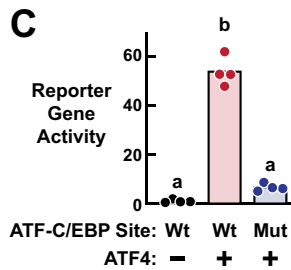 C
b
60
Reporter
Gene
Activity
40
20
a
a
0
ATF-C/EBP Site: Wt Wt Mut
ATF4: − + +